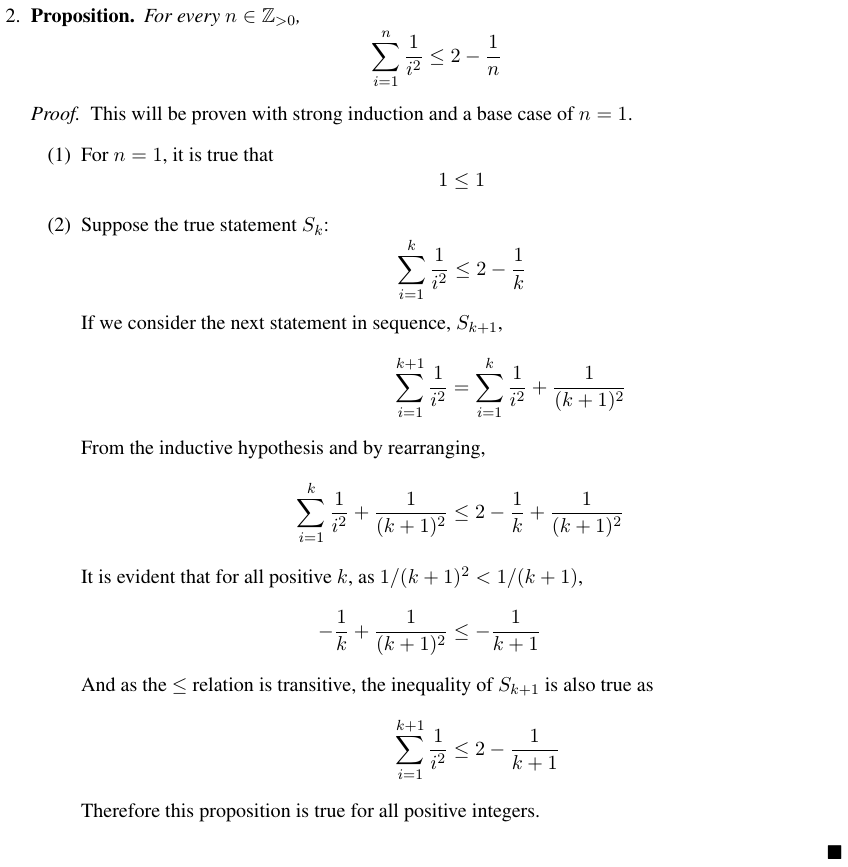 2. Proposition. For every n ∈ ℤ>0,
\sum_{i=1}^{n} \frac{1}{i^2} \leq 2 - \frac{1}{n}
Proof. This will be proven with strong induction and a base case of n = 1.
(1) For n = 1, it is true that
1 ≤ 1
(2) Suppose the true statement S_k:
\sum_{i=1}^{k} \frac{1}{i^2} \leq 2 - \frac{1}{k}
If we consider the next statement in sequence, S_{k+1},
\sum_{i=1}^{k+1} \frac{1}{i^2} = \sum_{i=1}^{k} \frac{1}{i^2} + \frac{1}{(k+1)^2}
From the inductive hypothesis and by rearranging,
\sum_{i=1}^{k} \frac{1}{i^2} + \frac{1}{(k+1)^2} \leq 2 - \frac{1}{k} + \frac{1}{(k+1)^2}
It is evident that for all positive k, as 1/(k + 1)^2 < 1/(k + 1),
-\frac{1}{k} + \frac{1}{(k+1)^2} \leq -\frac{1}{k+1}
And as the ≤ relation is transitive, the inequality of S_{k+1} is also true as
\sum_{i=1}^{k+1} \frac{1}{i^2} \leq 2 - \frac{1}{k+1}
Therefore this proposition is true for all positive integers.
■